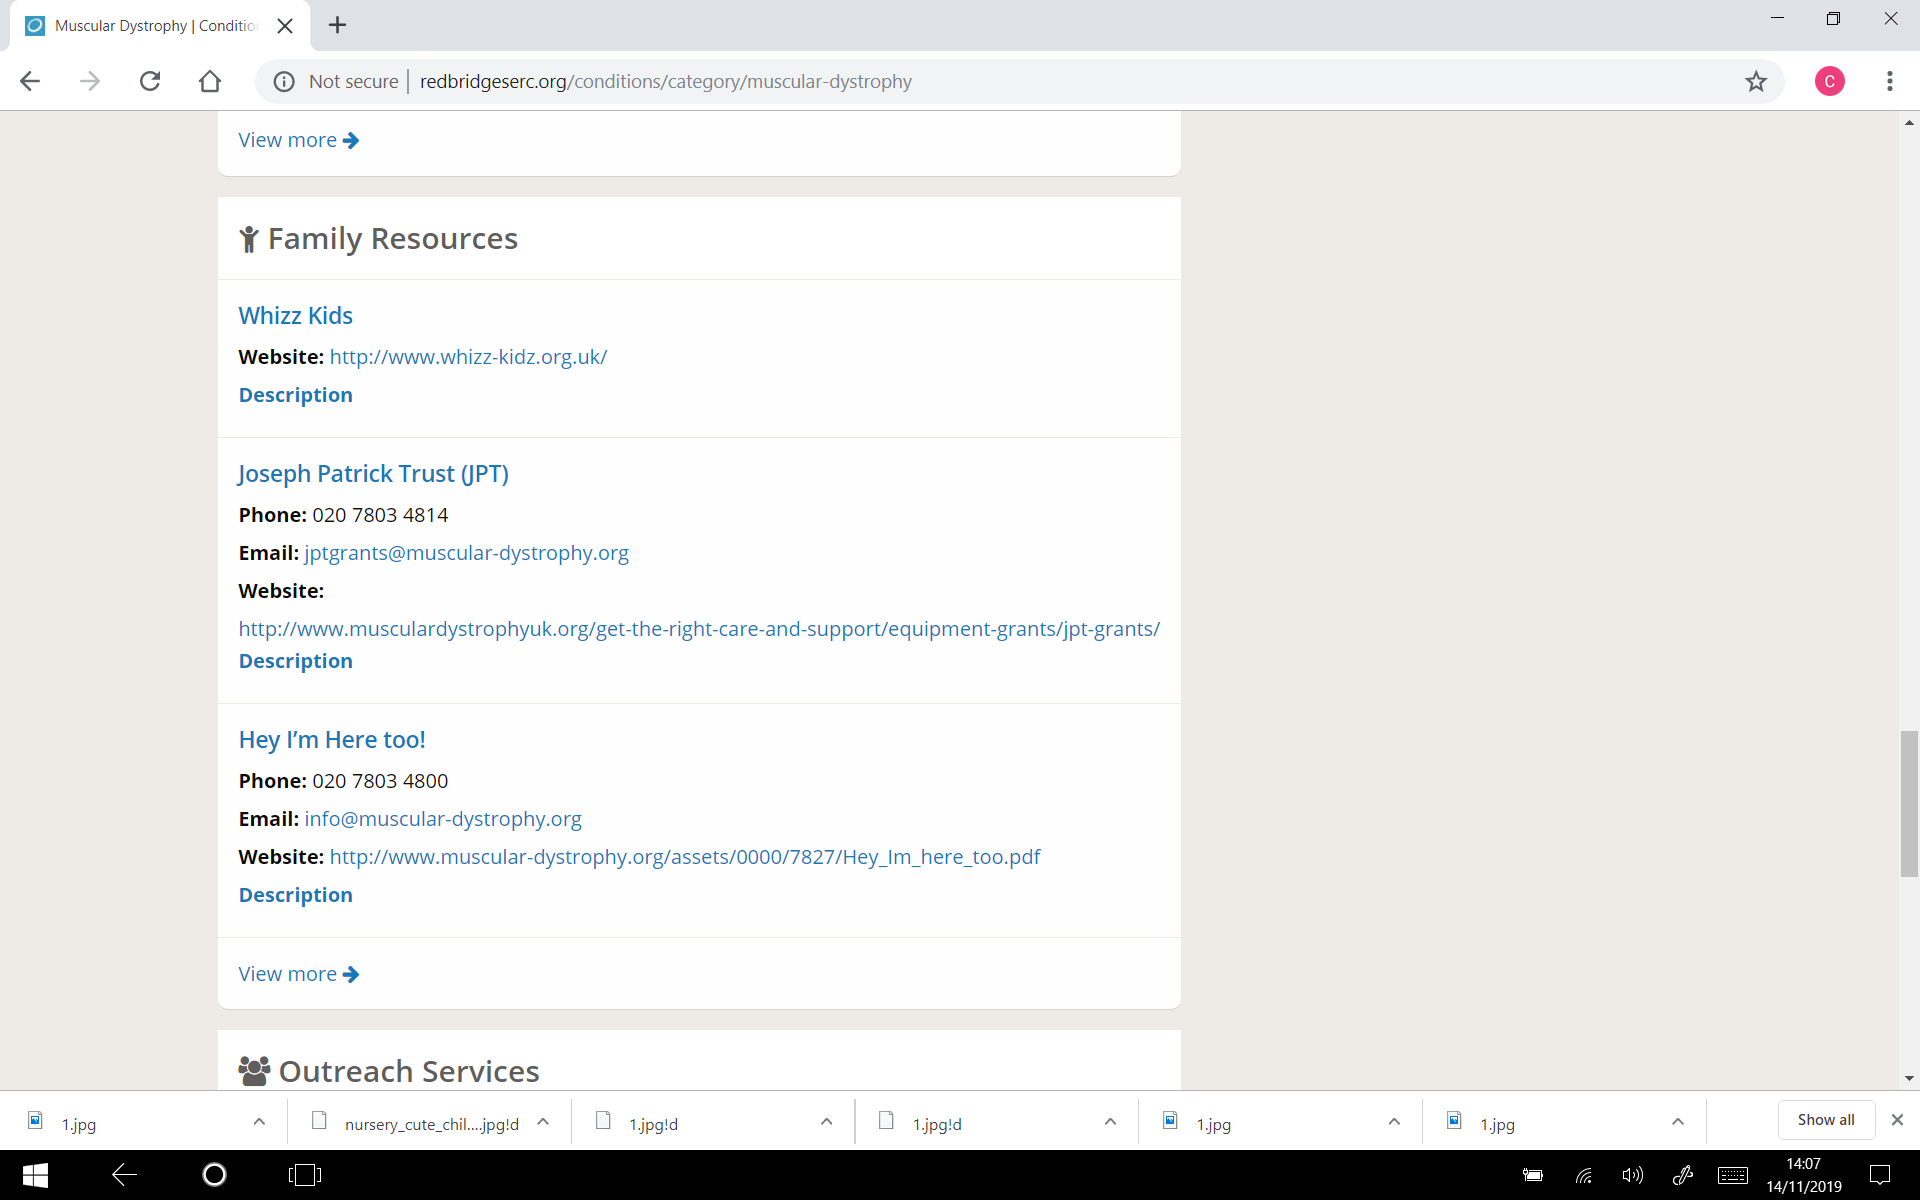 Muscular Dystrophy | Conditio
Not secure | redbridgeserc.org/conditions/category/muscular-dystrophy
C
View more
Family Resources
Whizz Kids
Website: http://www.whizz-kidz.org.uk/
Description
Joseph Patrick Trust (JPT)
Phone: 020 7803 4814
Email: jptgrants@muscular-dystrophy.org
Website:
http://www.musculardystrophyuk.org/get-the-right-care-and-support/equipment-grants/jpt-grants/
Description
Hey I’m Here too!
Phone: 020 7803 4800
Email: info@muscular-dystrophy.org
Website: http://www.muscular-dystrophy.org/assets/0000/7827/Hey_Im_here_too.pdf
Description
View more
Outreach Services
1.jpg nursery_cute_chil....jpg!d 1.jpg!d 1.jpg!d 1.jpg 1.jpg Show all
14:07
14/11/2019